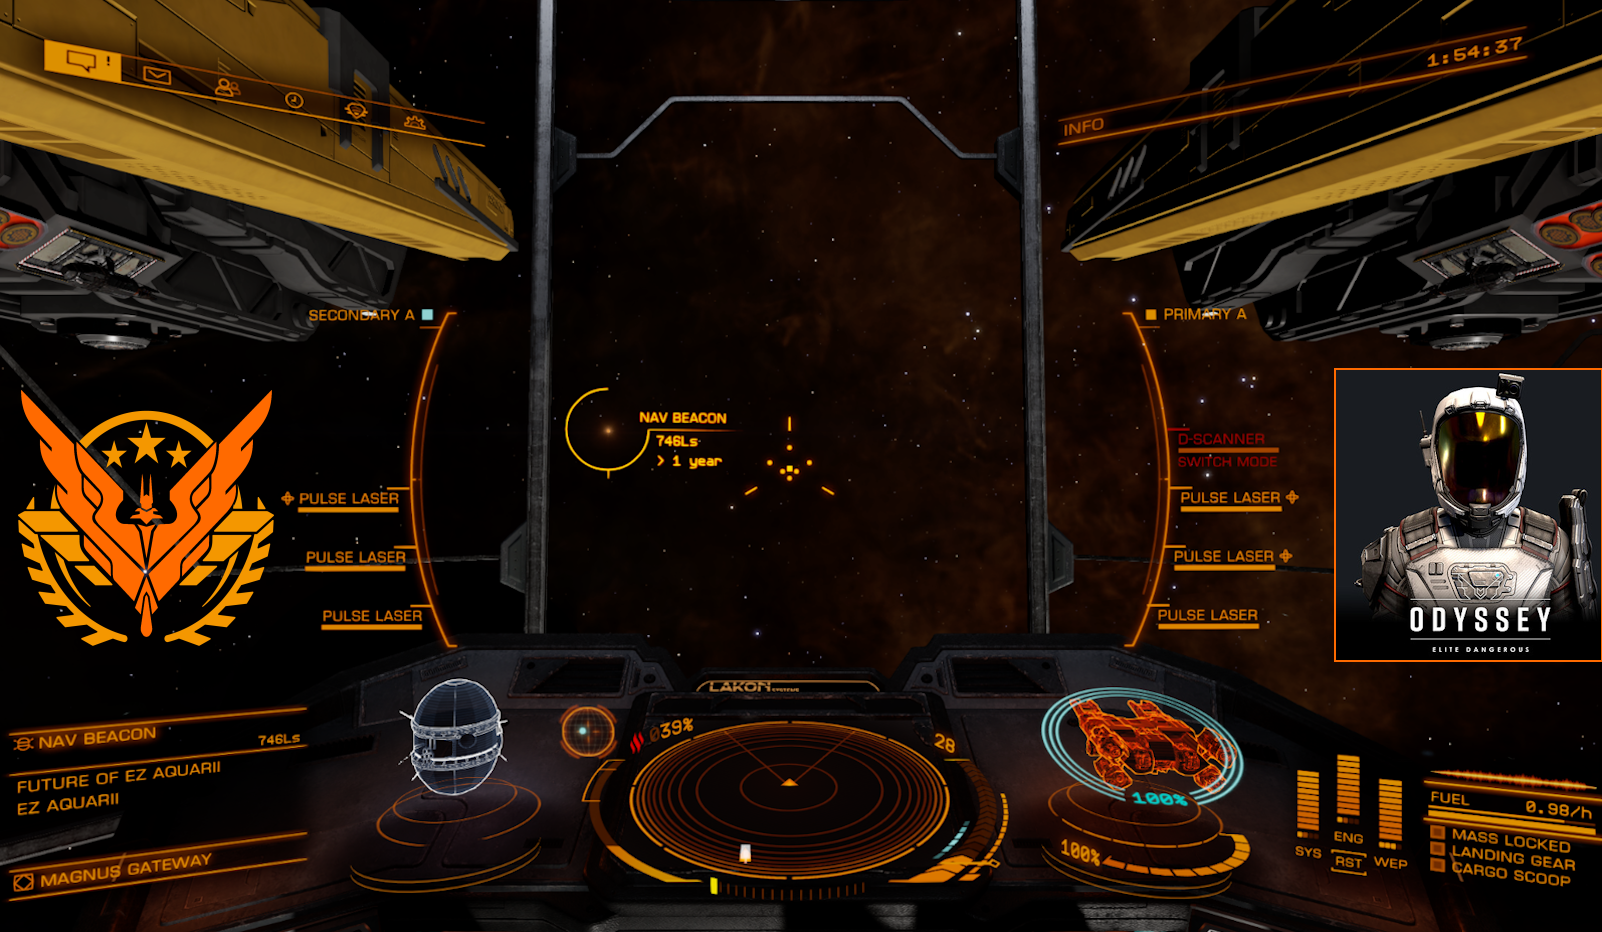 1:54:37
INFO
SECONDARY A
PRIMARY A
NAV BEACON
746Ls
> 1 year
D-SCANNER
SWITCH MODE
PULSE LASER
PULSE LASER
PULSE LASER
PULSE LASER
PULSE LASER
PULSE LASER
ODYSSEY
ELITE DANGEROUS
LAKON SYSTEMS
NAV BEACON
746Ls
FUTURE OF EZ AQUARII
EZ AQUARII
MAGNUS GATEWAY
39%
28
100%
100%
SYS
ENG
RST
WEP
FUEL
0.98/h
MASS LOCKED
LANDING GEAR
CARGO SCOOP